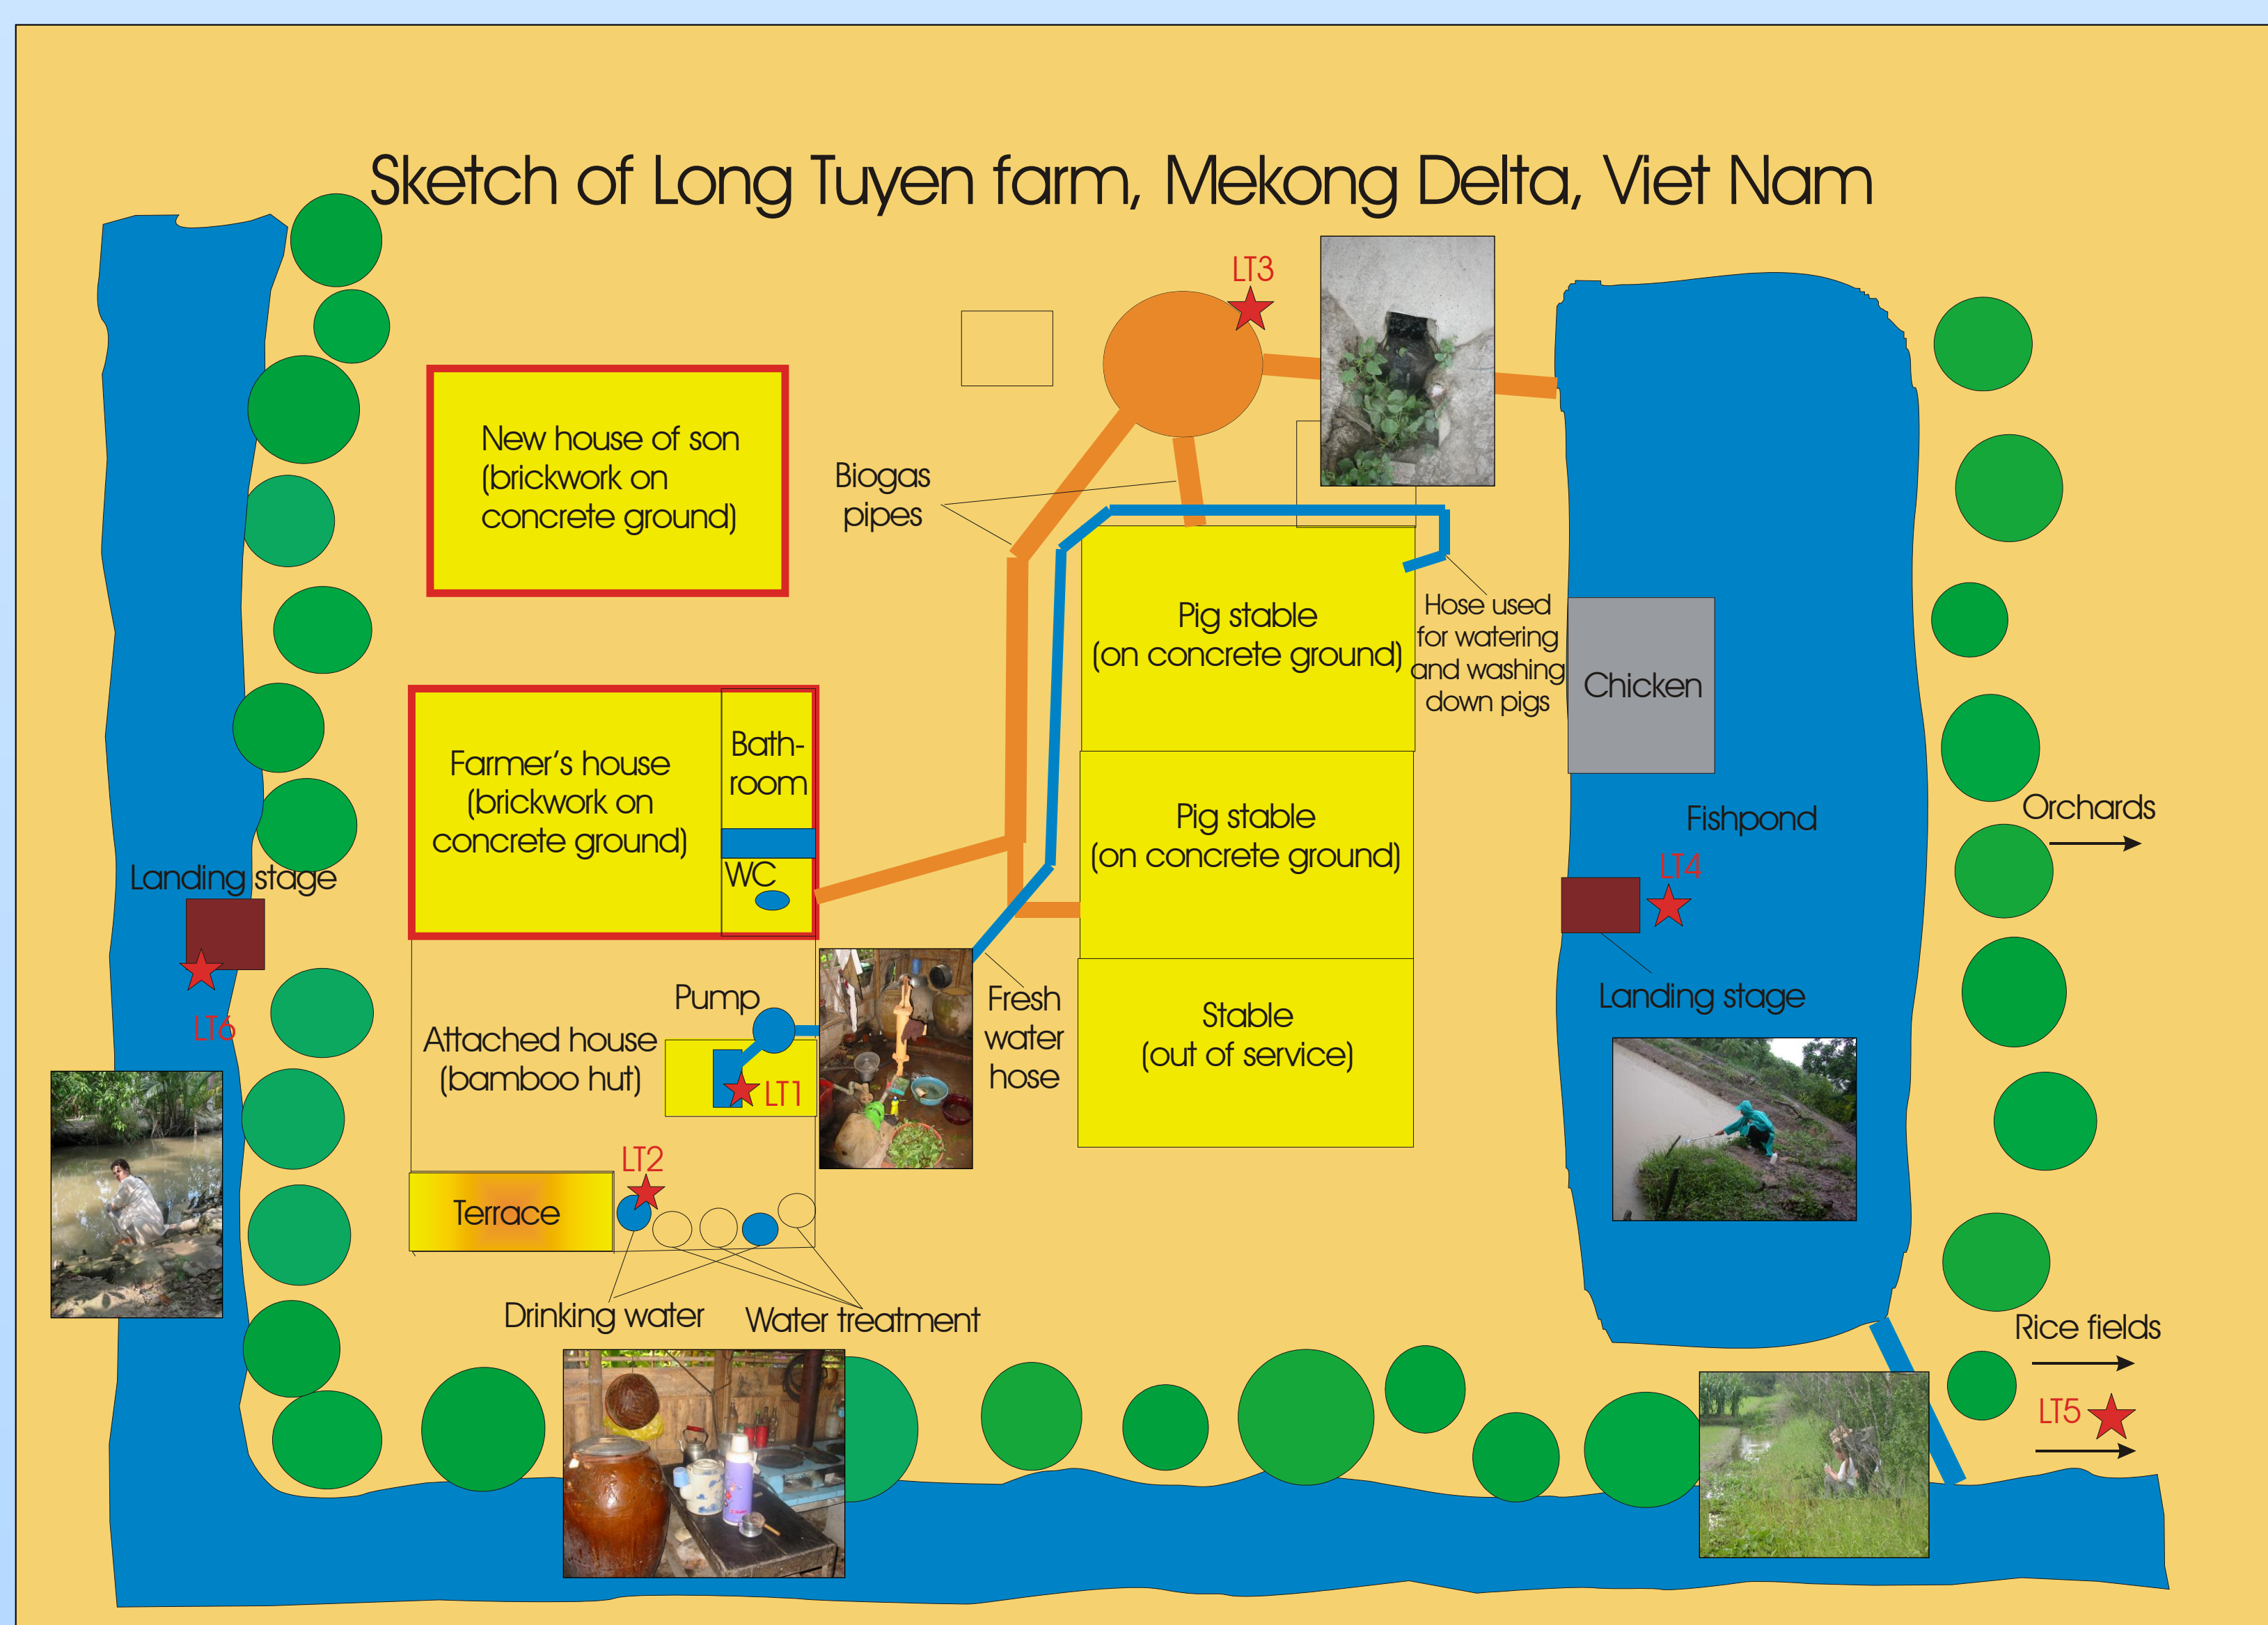 Sketch of Long Tuyen farm, Mekong Delta, Viet Nam
LT3
New house of son
(brickwork on
concrete ground)
Biogas
pipes
Pig stable
(on concrete ground)
Hose used
for watering
and washing
down pigs
Chicken
Farmer's house
(brickwork on
concrete ground)
Bath-
room
WC
Pig stable
(on concrete ground)
Fishpond
Orchards
LT4
Landing stage
LT6
Landing stage
Pump
Attached house
(bamboo hut)
LT1
Fresh
water
hose
Stable
(out of service)
LT2
Terrace
Drinking water
Water treatment
Rice fields
LT5